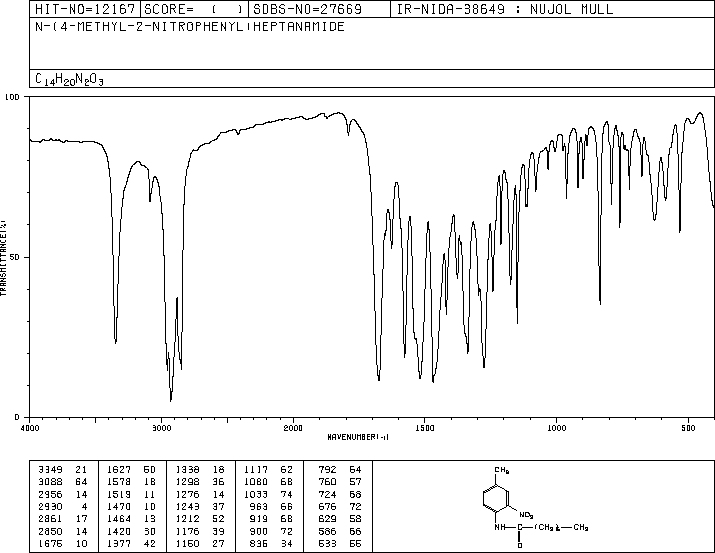 HIT-NO=12167 SCORE= ( ) SDBS-NO=27669 IR-NIDA-38649 : NUJOL MULL
N-(4-METHYL-2-NITROPHENYL)HEPTANAMIDE
C14H20N2O3
100
50
0
TRANSMITTANCE(%)
4000 3000 2000 1500 1000 500
WAVENUMBER(-1)
3349 21 1627 50 1338 18 1117 62 792 64
3088 64 1578 18 1298 36 1080 68 760 57
2956 14 1519 11 1276 14 1033 74 724 68
2930 4 1470 10 1243 37 963 66 676 72
2861 17 1464 13 1212 52 919 68 629 58
2850 14 1420 30 1176 39 900 72 586 66
1676 10 1377 42 1150 27 836 34 533 55
CH3
NO2
NH C (CH2) CH3
O